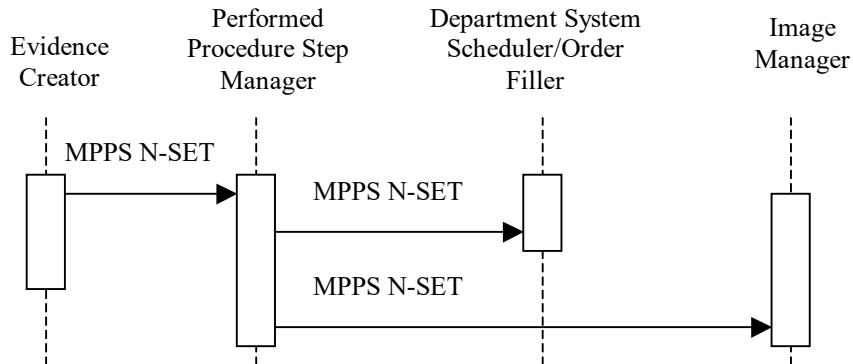 Evidence
Creator
Performed
Procedure Step
Manager
Department System
Scheduler/Order
Filler
Image
Manager
MPPS N-SET
MPPS N-SET
MPPS N-SET